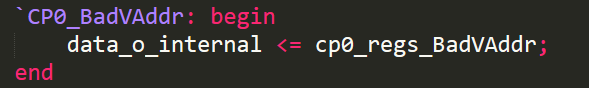 `CP0_BadVAddr: begin
    data_o_internal <= cp0_regs_BadVAddr;
end